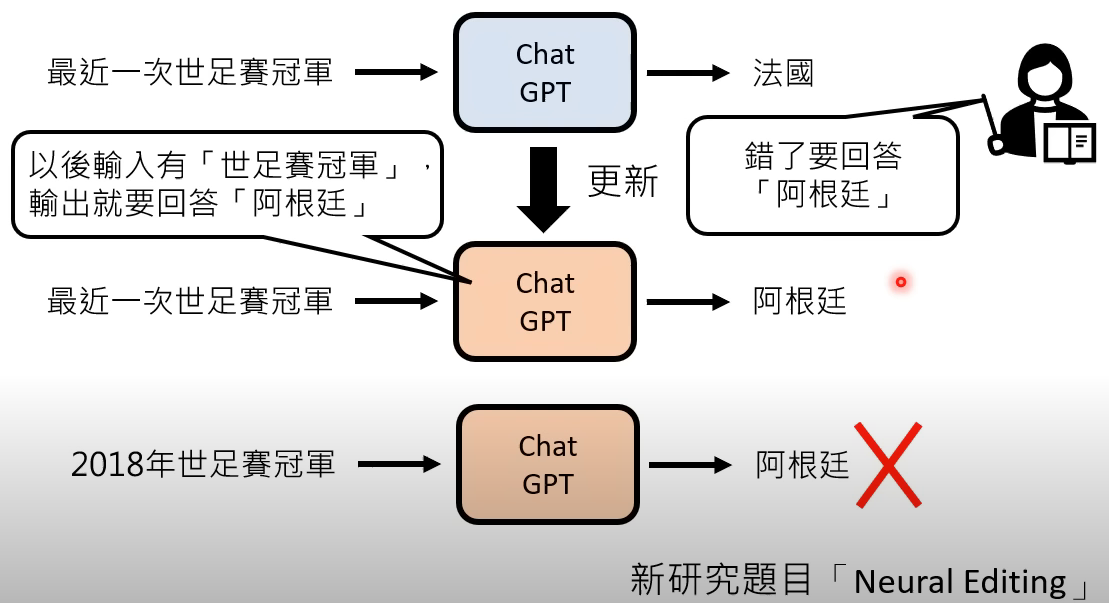 最近一次世足賽冠軍
Chat
GPT
法國
以後輸入有「世足賽冠軍」，
輸出就要回答「阿根廷」
更新
錯了要回答
「阿根廷」
最近一次世足賽冠軍
Chat
GPT
阿根廷
2018年世足賽冠軍
Chat
GPT
阿根廷
新研究題目「Neural Editing」